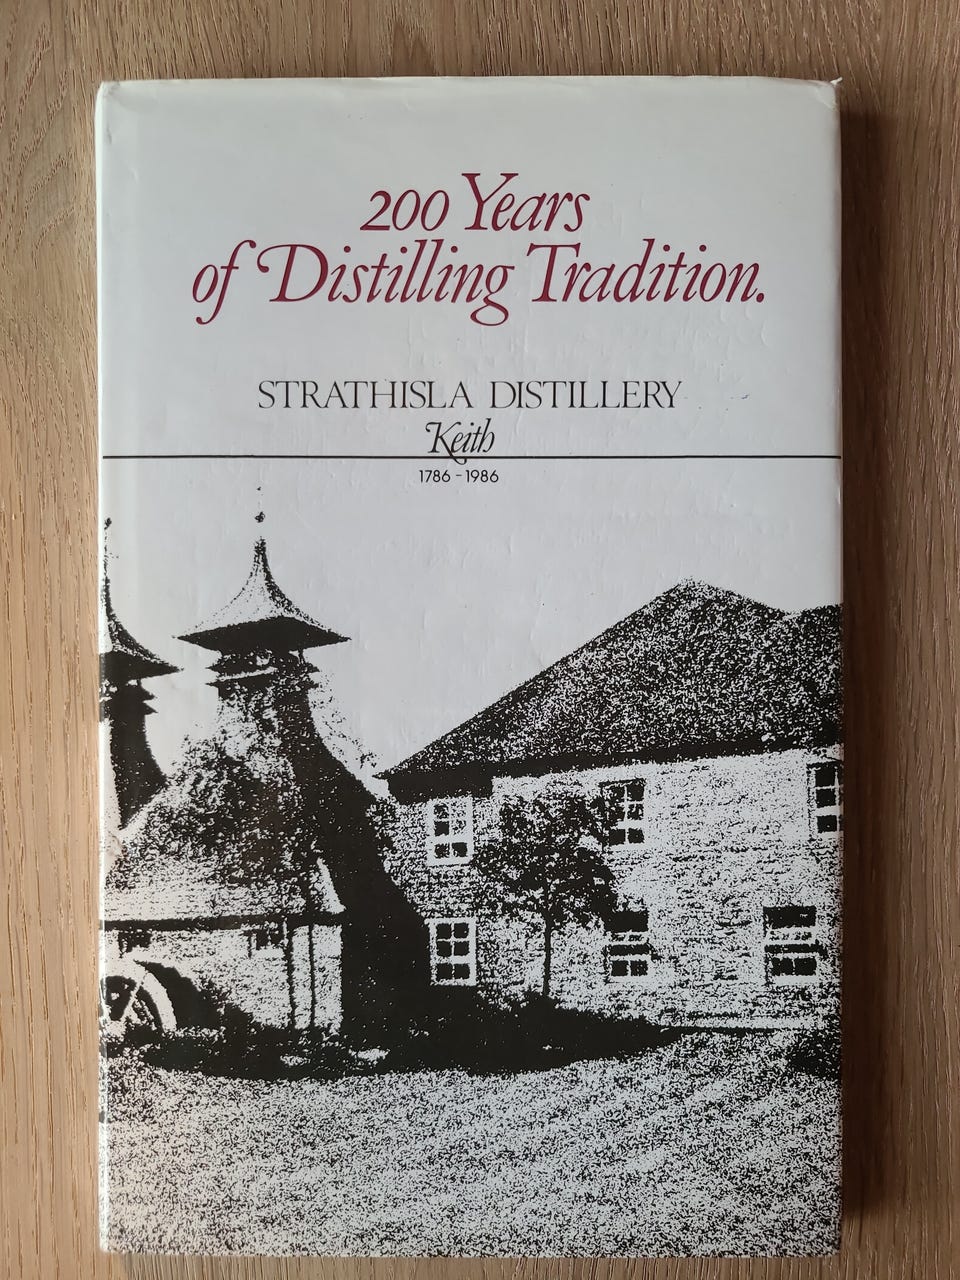 200 Years
of Distilling Tradition.
STRATHISLA DISTILLERY
Keith
1786 - 1986